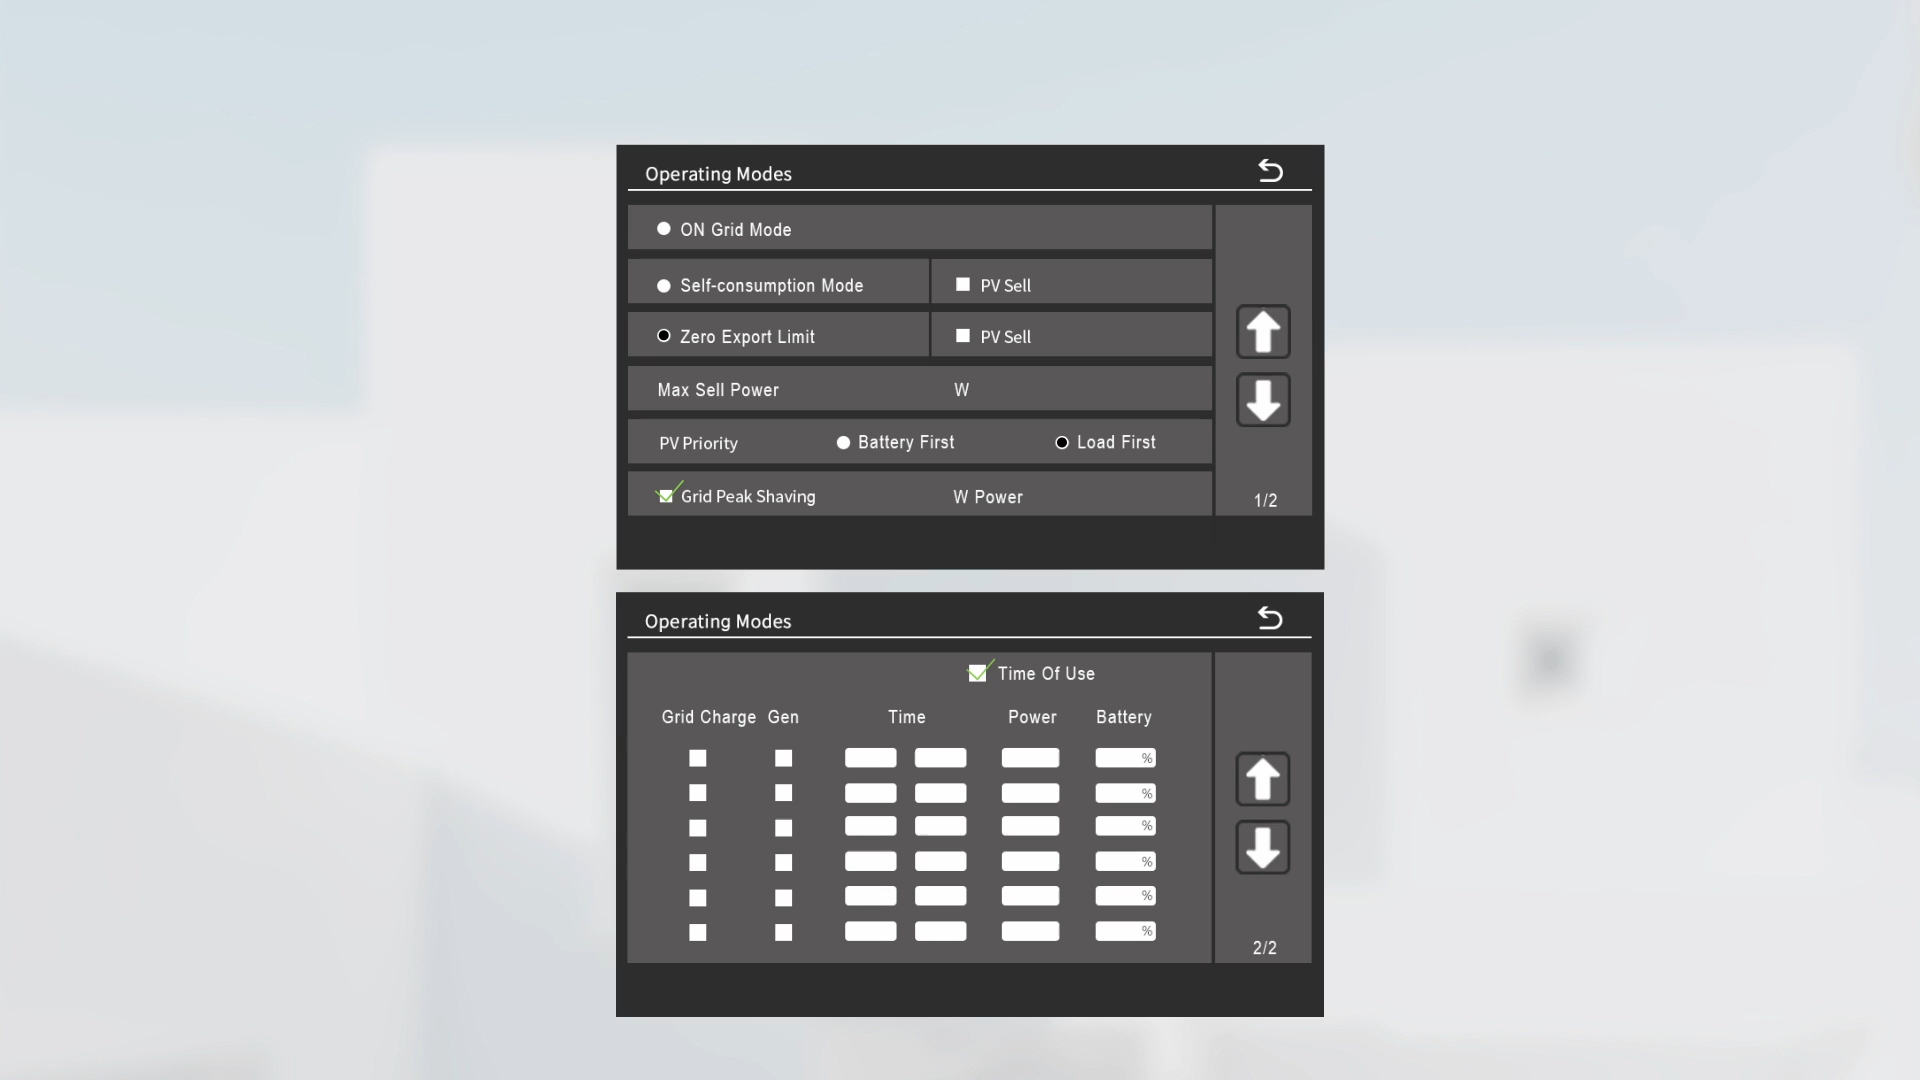 Operating Modes
ON Grid Mode
Self-consumption Mode PV Sell
Zero Export Limit PV Sell
Max Sell Power W
PV Priority Battery First Load First
Grid Peak Shaving W Power
1/2
Operating Modes
Time Of Use
Grid Charge Gen Time Power Battery
%
%
%
%
%
%
2/2